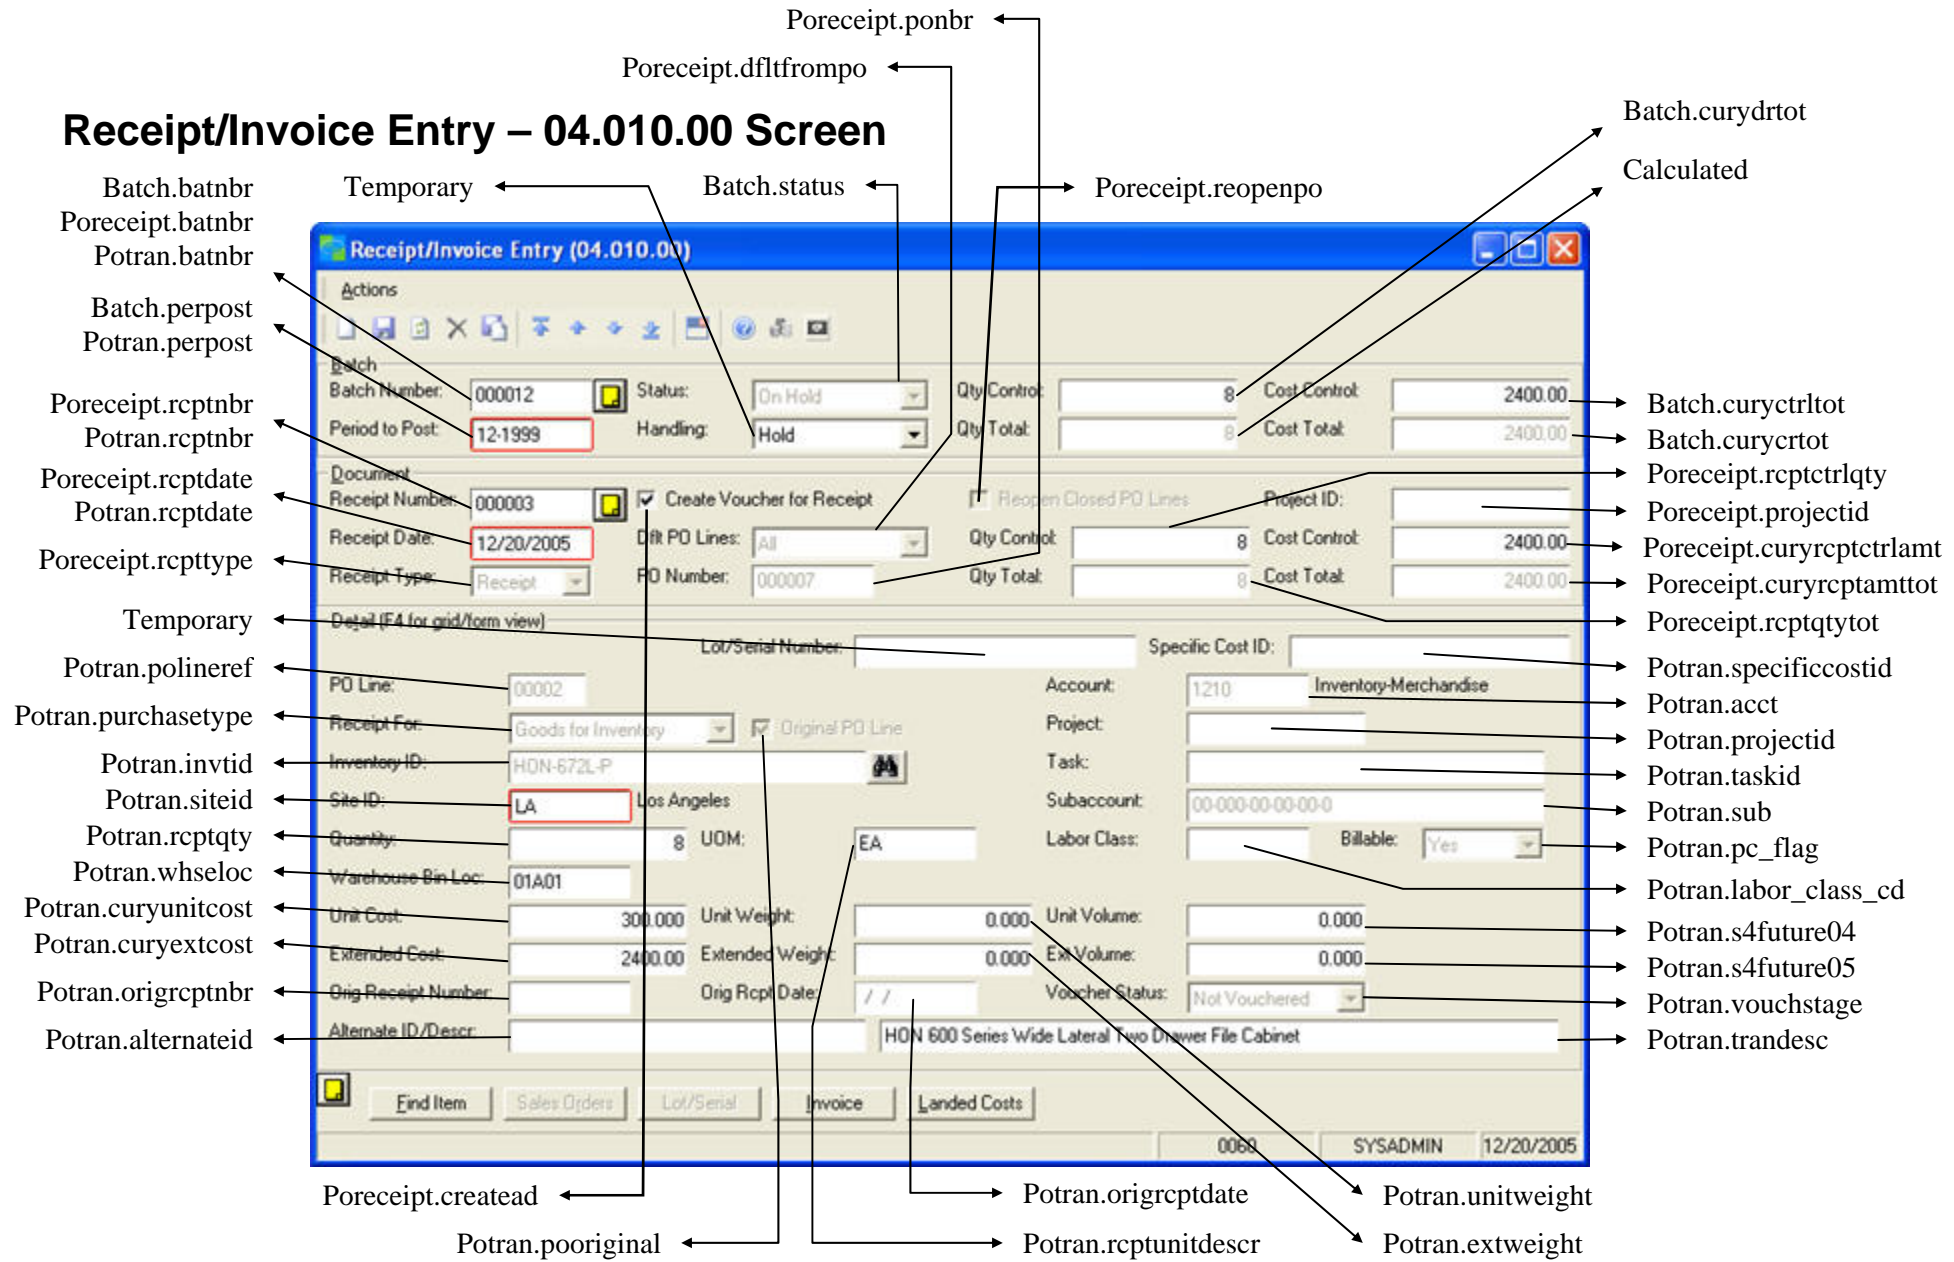 Poreceipt.ponbr
Poreceipt.dfltfrompo
Receipt/Invoice Entry – 04.010.00 Screen
Batch.curydrtot
Calculated
Batch.batnbr
Poreceipt.batnbr
Potran.batnbr
Temporary
Batch.status
Poreceipt.reopenpo
Batch.perpost
Potran.perpost
Poreceipt.rcptnbr
Potran.rcptnbr
Poreceipt.rcptdate
Potran.rcptdate
Poreceipt.rcpttype
Temporary
Potran.polineref
Potran.purchasetype
Potran.invtid
Potran.siteid
Potran.rcptqty
Potran.whseloc
Potran.curyunitcost
Potran.curyextcost
Potran.origrcptnbr
Potran.alternateid
Receipt/Invoice Entry (04.010.00)
Actions
Batch
Batch Number: 000012 Status: On Hold Qty Control: 8 Cost Control: 2400.00
Period to Post: 12-1999 Handling: Hold Qty Total: 8 Cost Total: 2400.00
Document
Receipt Number: 000003 Create Voucher for Receipt Reopen Closed PO Lines Project ID:
Receipt Date: 12/20/2005 Dflt PO Lines: All Qty Control: 8 Cost Control: 2400.00
Receipt Type: Receipt PO Number: 000007 Qty Total: 8 Cost Total: 2400.00
Detail (F4 for grid/form view)
Lot/Serial Number: Specific Cost ID:
PO Line: 00002 Account: 1210 Inventory-Merchandise
Receipt For: Goods for Inventory Original PO Line Project:
Inventory ID: HON-672L-P Task:
Site ID: LA Los Angeles Subaccount: 00-000-00-00-00-0
Quantity: 8 UOM: EA Labor Class: Billable: Yes
Warehouse Bin Loc: 01A01
Unit Cost: 300.000 Unit Weight: 0.000 Unit Volume: 0.000
Extended Cost: 2400.00 Extended Weight: 0.000 Ext Volume: 0.000
Orig Receipt Number: Orig Rcpt Date: / / Voucher Status: Not Vouchered
Alternate ID/Descr: HON 600 Series Wide Lateral Two Drawer File Cabinet
Find Item Sales Orders Lot/Serial Invoice Landed Costs
0060 SYSADMIN 12/20/2005
Batch.curyctrltot
Batch.curycrtot
Poreceipt.rcptctrlqty
Poreceipt.projectid
Poreceipt.curyrcptctrlamt
Poreceipt.curyrcptamttot
Poreceipt.rcptqtytot
Potran.specificcostid
Potran.acct
Potran.projectid
Potran.taskid
Potran.sub
Potran.pc_flag
Potran.labor_class_cd
Potran.s4future04
Potran.s4future05
Potran.vouchstage
Potran.trandesc
Poreceipt.createad
Potran.origrcptdate
Potran.unitweight
Potran.pooriginal
Potran.rcptunitdescr
Potran.extweight